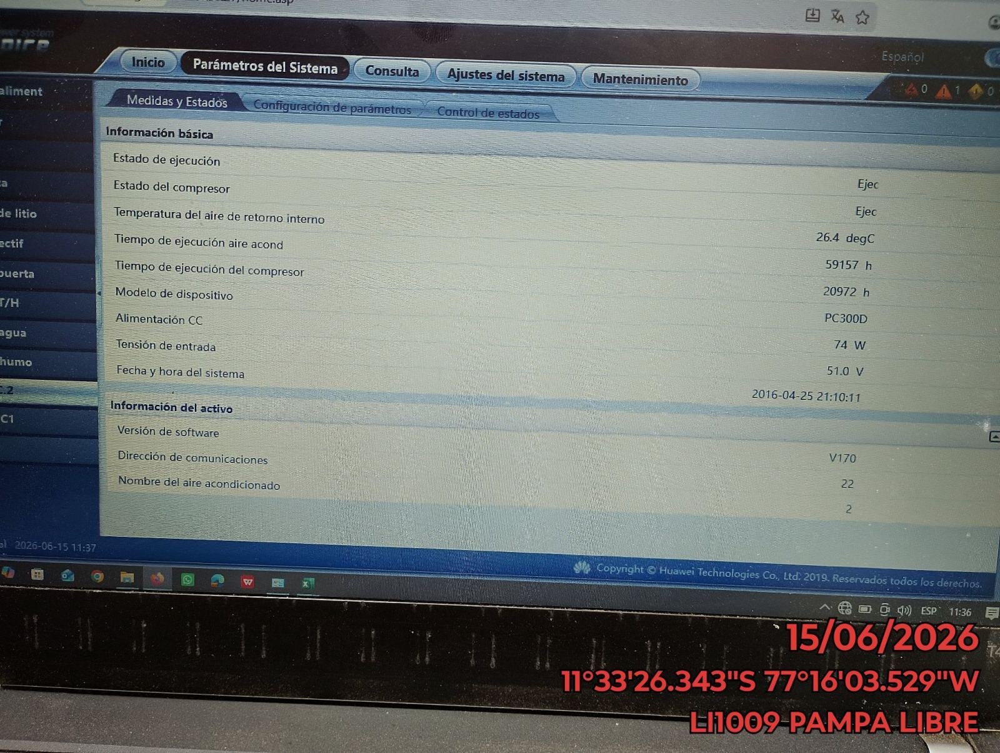 home.asp
Español
Inicio
Parámetros del Sistema
Consulta
Ajustes del sistema
Mantenimiento
0 1 0
Medidas y Estados
Configuración de parámetros
Control de estados
aliment
a
de litio
ectif
puerta
T/H
agua
humo
C.2
C1
Información básica
Estado de ejecución Ejec
Estado del compresor Ejec
Temperatura del aire de retorno interno 26.4 degC
Tiempo de ejecución aire acond 59157 h
Tiempo de ejecución del compresor 20972 h
Modelo de dispositivo PC300D
Alimentación CC 74 W
Tensión de entrada 51.0 V
Fecha y hora del sistema 2016-04-25 21:10:11
Información del activo
Versión de software V170
Dirección de comunicaciones 22
Nombre del aire acondicionado 2
2026-06-15 11:37
Copyright © Huawei Technologies Co., Ltd. 2019. Reservados todos los derechos.
ESP 11:36
15/06/2026
11°33'26.343"S 77°16'03.529"W
LI1009 PAMPA LIBRE